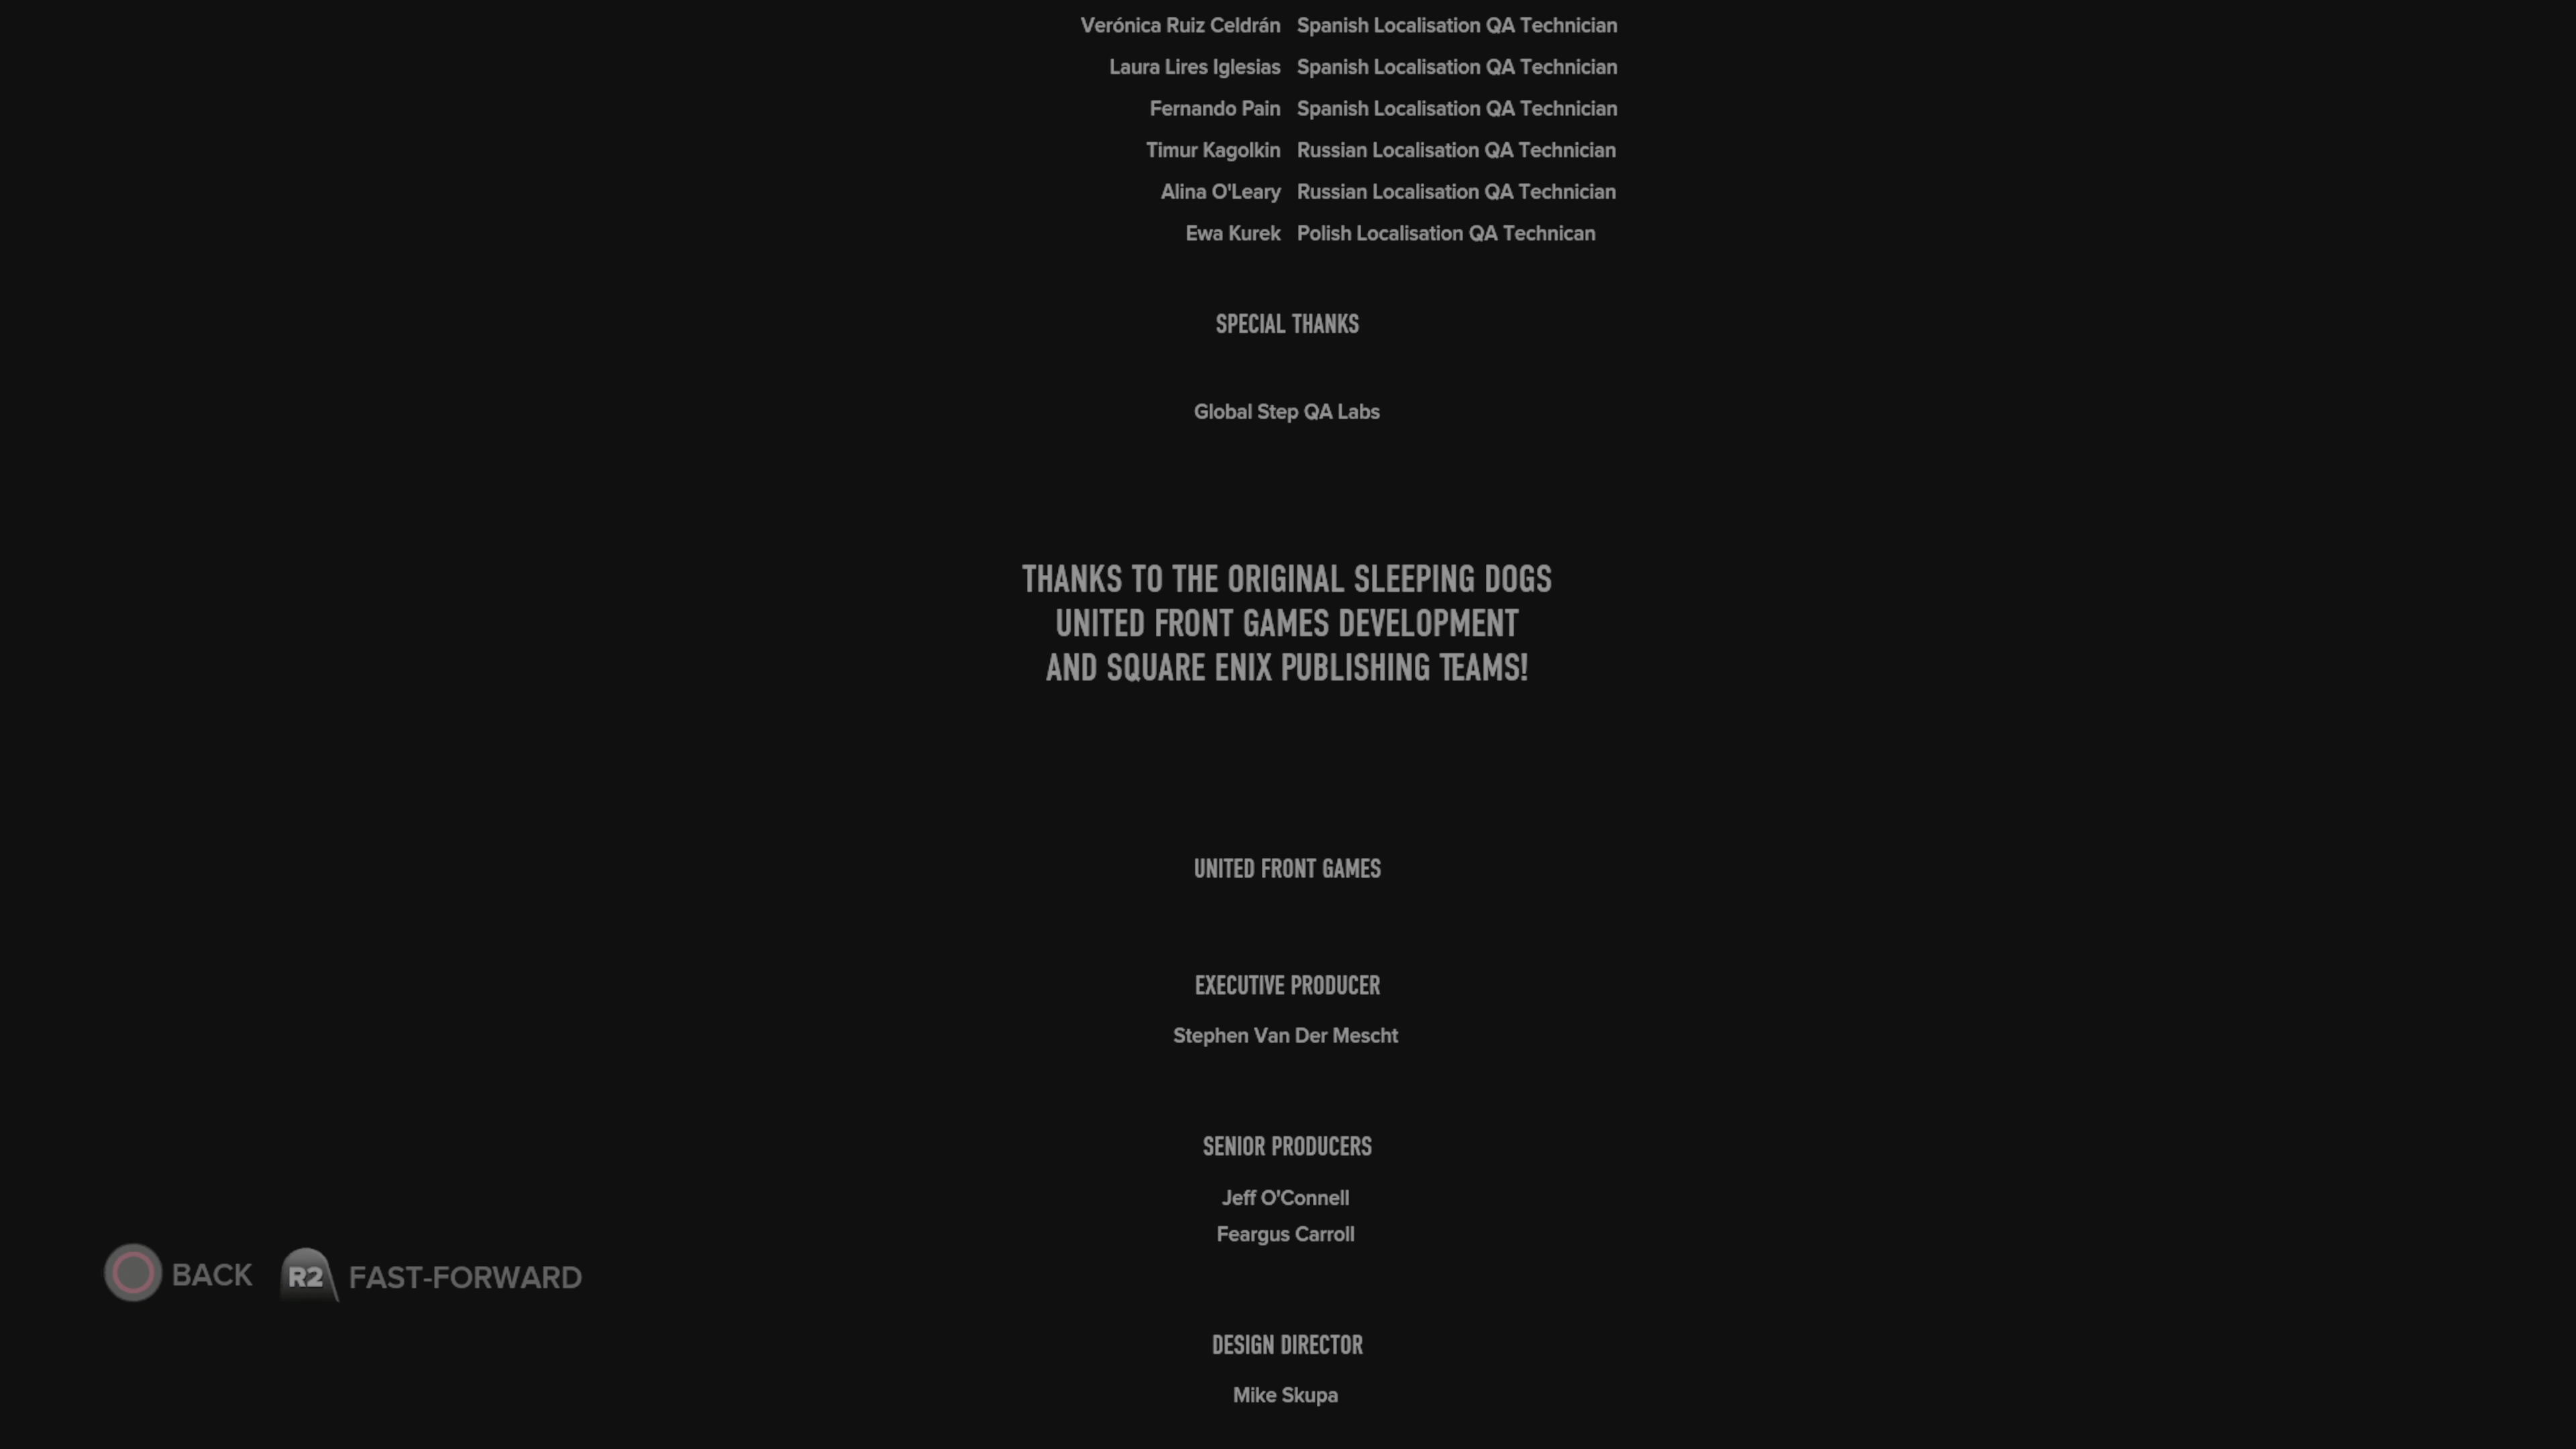 Verónica Ruiz Celdrán Spanish Localisation QA Technician
Laura Lires Iglesias Spanish Localisation QA Technician
Fernando Pain Spanish Localisation QA Technician
Timur Kagolkin Russian Localisation QA Technician
Alina O'Leary Russian Localisation QA Technician
Ewa Kurek Polish Localisation QA Technican
SPECIAL THANKS
Global Step QA Labs
THANKS TO THE ORIGINAL SLEEPING DOGS
UNITED FRONT GAMES DEVELOPMENT
AND SQUARE ENIX PUBLISHING TEAMS!
UNITED FRONT GAMES
EXECUTIVE PRODUCER
Stephen Van Der Mescht
SENIOR PRODUCERS
Jeff O'Connell
Feargus Carroll
BACK R2 FAST-FORWARD
DESIGN DIRECTOR
Mike Skupa